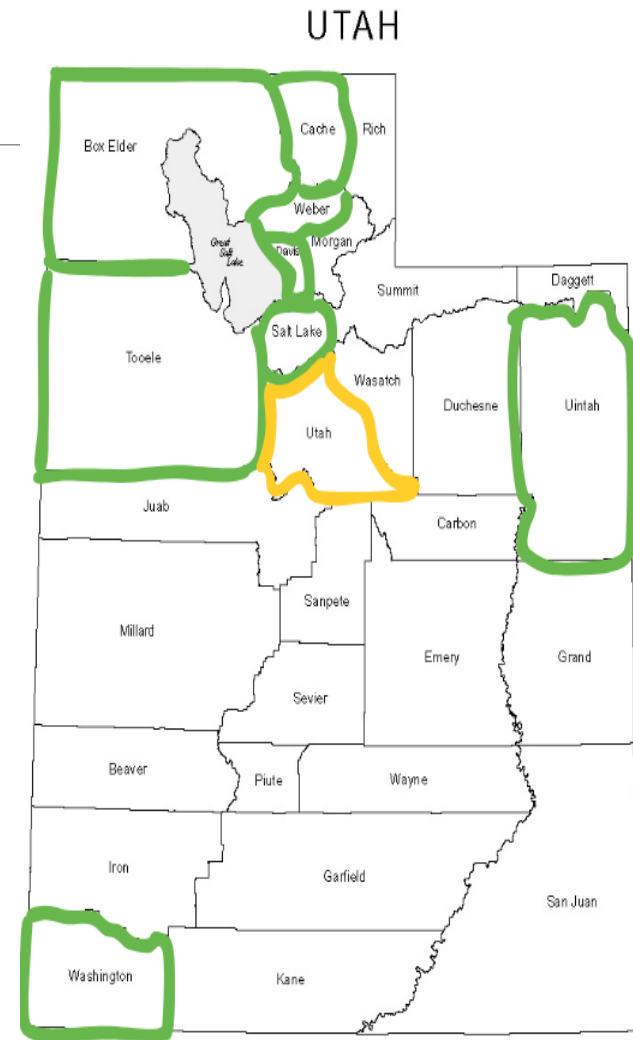 UTAH
Box Elder
Cache
Rich
Weber
Great
Salt
Lake
Davis
Morgan
Summit
Daggett
Salt Lake
Tooele
Wasatch
Duchesne
Uintah
Utah
Juab
Carbon
Sanpete
Millard
Emery
Grand
Sevier
Beaver
Piute
Wayne
Iron
Garfield
San Juan
Washington
Kane